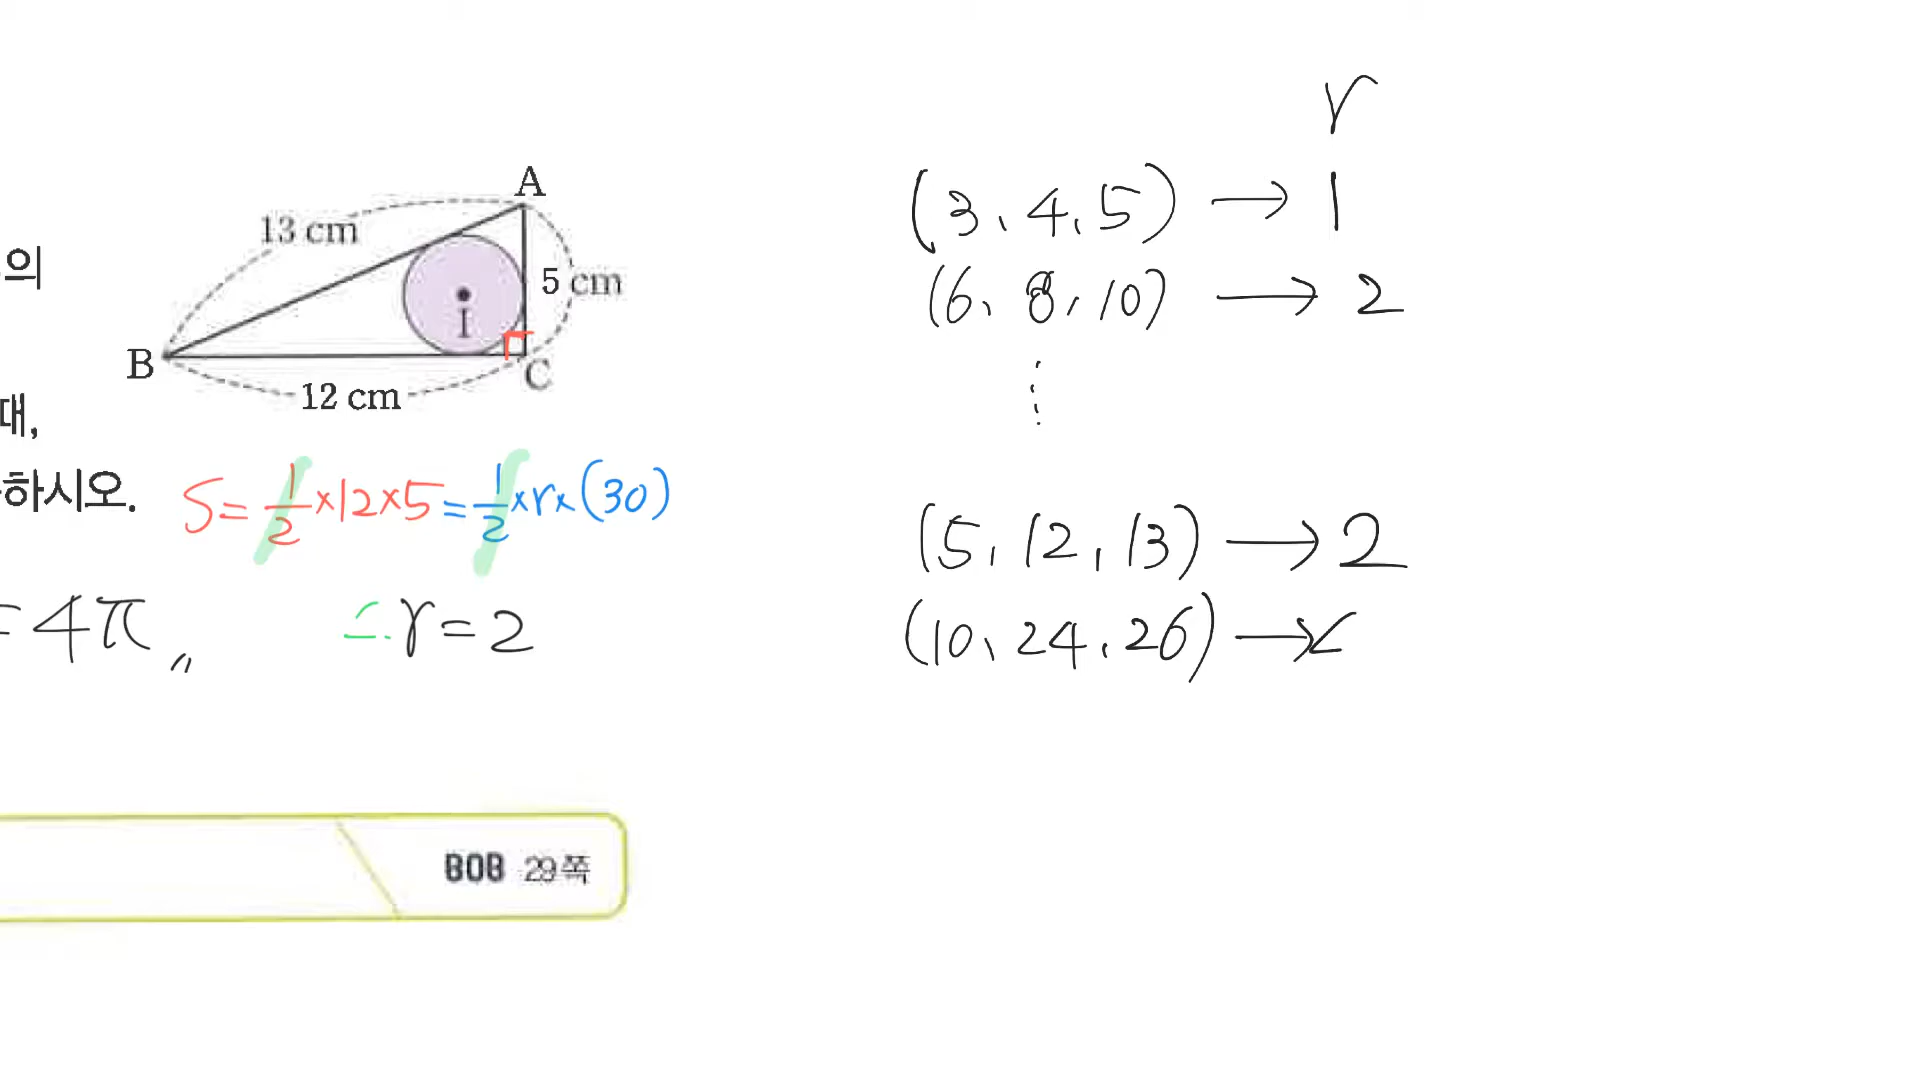 r
A
(3, 4, 5) → 1
13 cm
의
5 cm
(6, 8, 10) → 2
I
B
C
12 cm
⋮
대,
하시오.
S = 1/2 × 12 × 5 = 1/2 × r × (30)
(5, 12, 13) → 2
= 4π〃
∴ r = 2
(10, 24, 26) →
BOB 29쪽